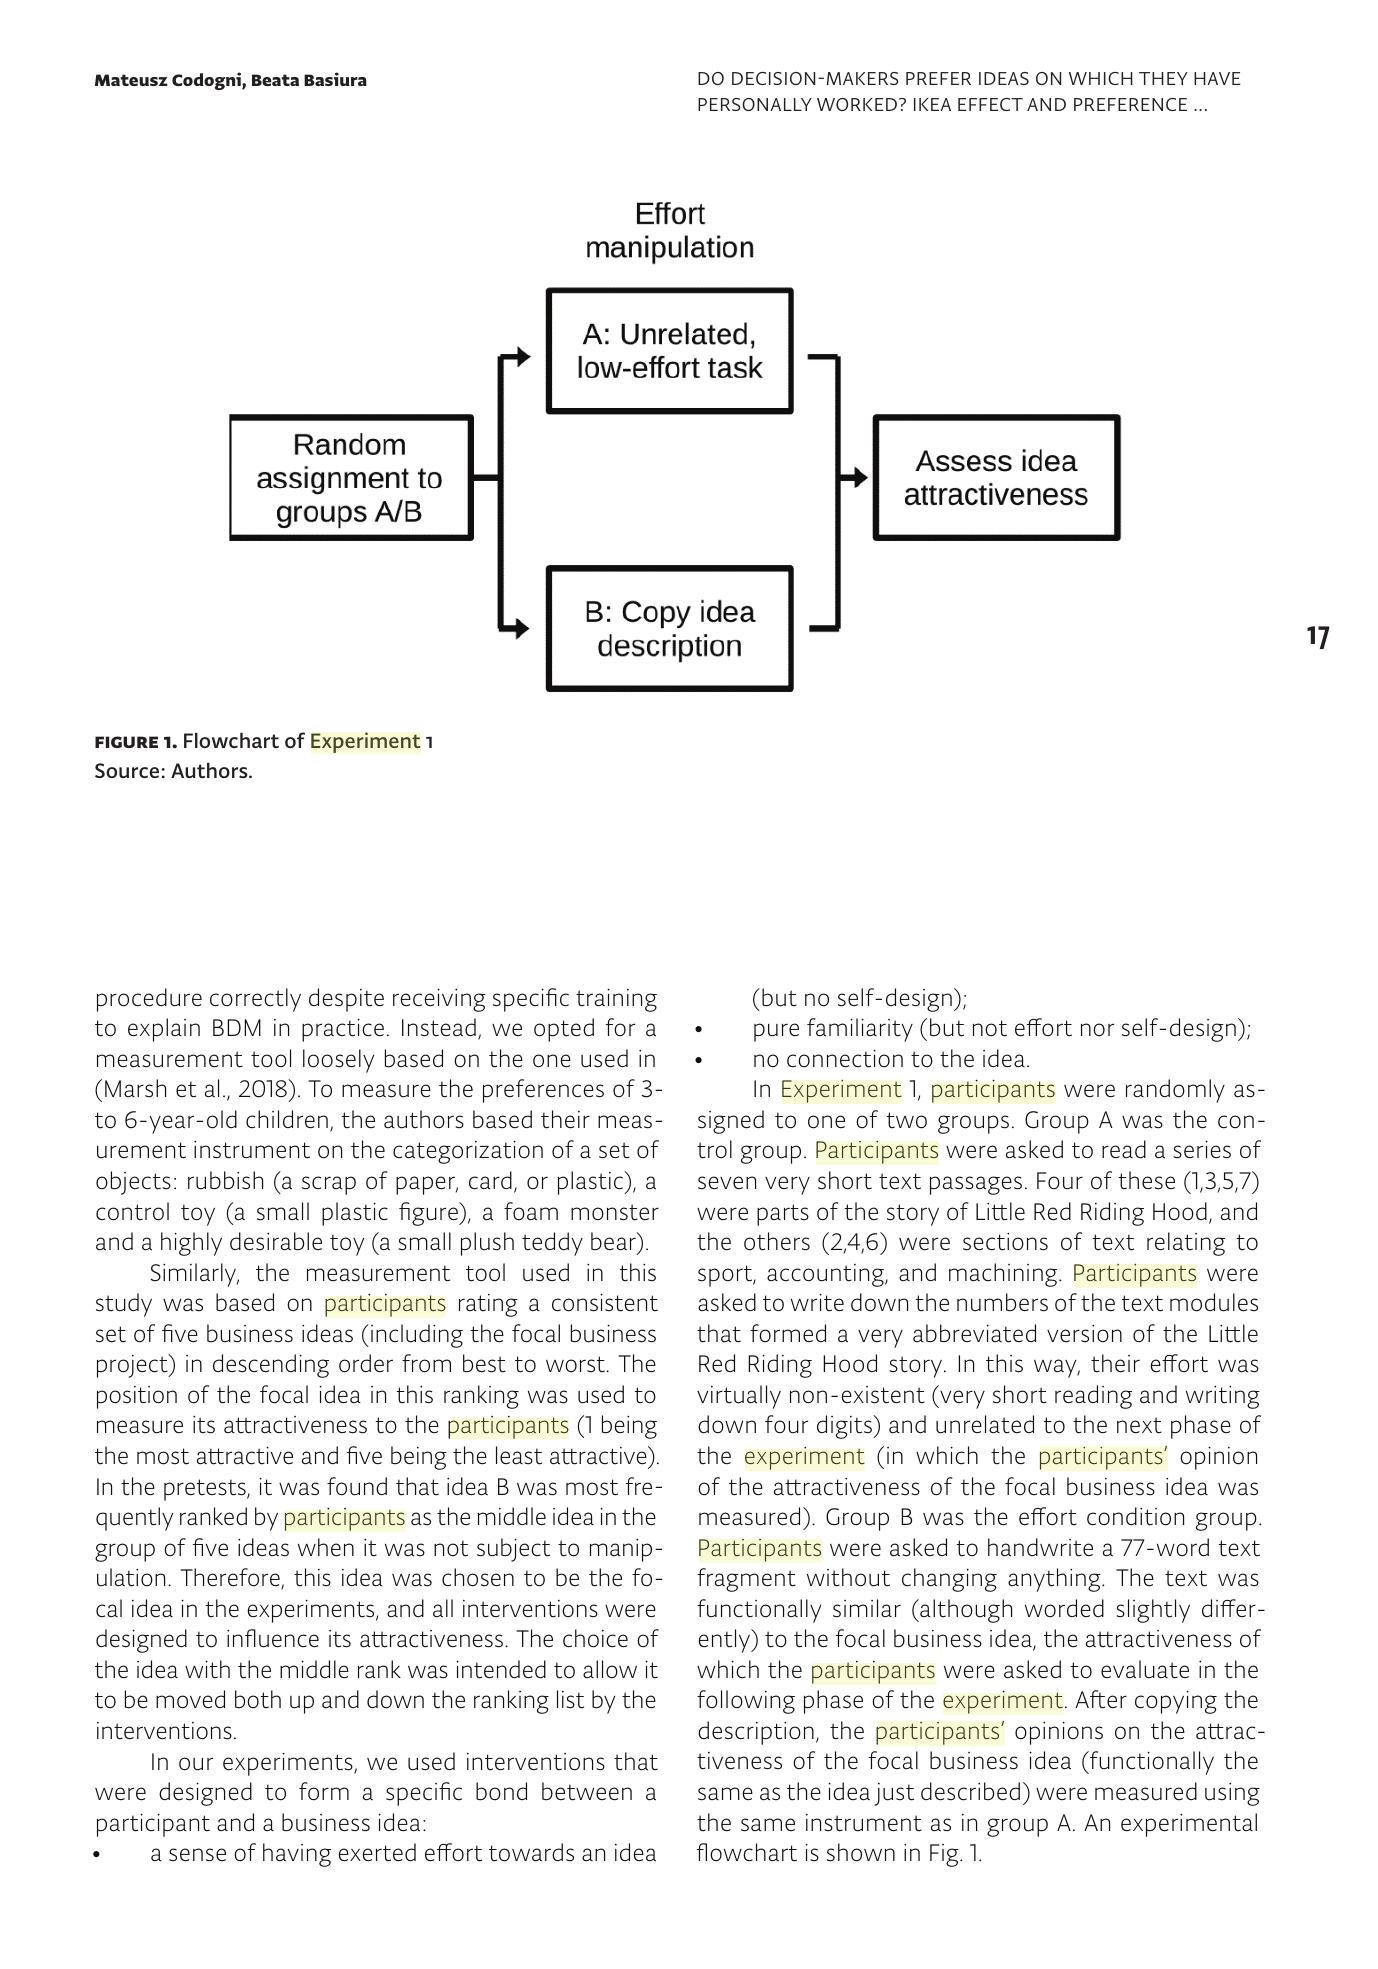 Mateusz Codogni, Beata Basiura
DO DECISION-MAKERS PREFER IDEAS ON WHICH THEY HAVE
PERSONALLY WORKED? IKEA EFFECT AND PREFERENCE ...
Effort
manipulation
A: Unrelated,
low-effort task
Random
assignment to
groups A/B
Assess idea
attractiveness
B: Copy idea
description
17
FIGURE 1. Flowchart of Experiment 1
Source: Authors.
procedure correctly despite receiving specific training
to explain BDM in practice. Instead, we opted for a
measurement tool loosely based on the one used in
(Marsh et al., 2018). To measure the preferences of 3-
to 6-year-old children, the authors based their meas-
urement instrument on the categorization of a set of
objects: rubbish (a scrap of paper, card, or plastic), a
control toy (a small plastic figure), a foam monster
and a highly desirable toy (a small plush teddy bear).
Similarly, the measurement tool used in this
study was based on participants rating a consistent
set of five business ideas (including the focal business
project) in descending order from best to worst. The
position of the focal idea in this ranking was used to
measure its attractiveness to the participants (1 being
the most attractive and five being the least attractive).
In the pretests, it was found that idea B was most fre-
quently ranked by participants as the middle idea in the
group of five ideas when it was not subject to manip-
ulation. Therefore, this idea was chosen to be the fo-
cal idea in the experiments, and all interventions were
designed to influence its attractiveness. The choice of
the idea with the middle rank was intended to allow it
to be moved both up and down the ranking list by the
interventions.
In our experiments, we used interventions that
were designed to form a specific bond between a
participant and a business idea:
• a sense of having exerted effort towards an idea
(but no self-design);
• pure familiarity (but not effort nor self-design);
• no connection to the idea.
In Experiment 1, participants were randomly as-
signed to one of two groups. Group A was the con-
trol group. Participants were asked to read a series of
seven very short text passages. Four of these (1,3,5,7)
were parts of the story of Little Red Riding Hood, and
the others (2,4,6) were sections of text relating to
sport, accounting, and machining. Participants were
asked to write down the numbers of the text modules
that formed a very abbreviated version of the Little
Red Riding Hood story. In this way, their effort was
virtually non-existent (very short reading and writing
down four digits) and unrelated to the next phase of
the experiment (in which the participants’ opinion
of the attractiveness of the focal business idea was
measured). Group B was the effort condition group.
Participants were asked to handwrite a 77-word text
fragment without changing anything. The text was
functionally similar (although worded slightly differ-
ently) to the focal business idea, the attractiveness of
which the participants were asked to evaluate in the
following phase of the experiment. After copying the
description, the participants’ opinions on the attrac-
tiveness of the focal business idea (functionally the
same as the idea just described) were measured using
the same instrument as in group A. An experimental
flowchart is shown in Fig. 1.